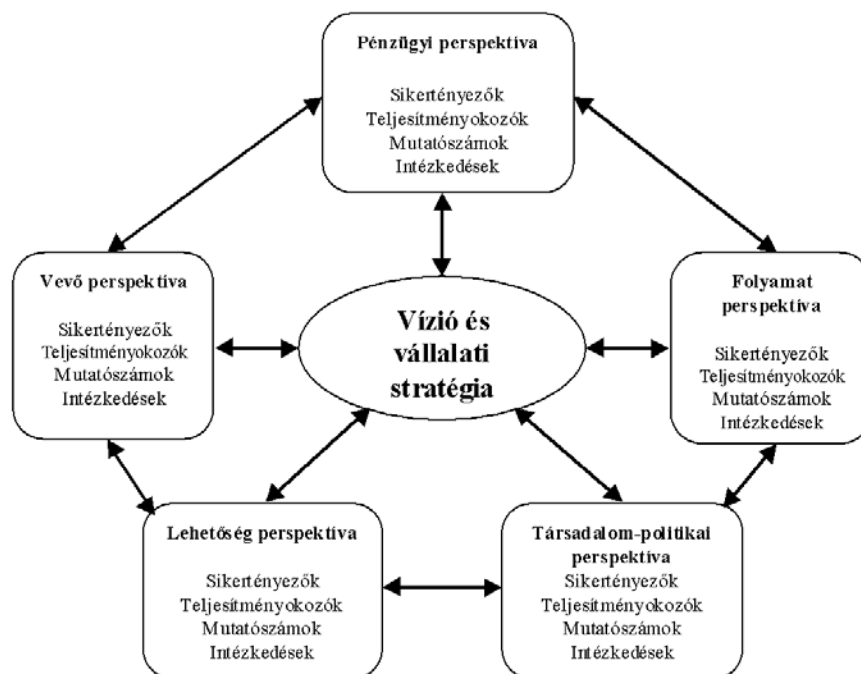 Pénzügyi perspektíva
Sikertényezők
Teljesítményokozók
Mutatószámok
Intézkedések
Vevő perspektíva
Sikertényezők
Teljesítményokozók
Mutatószámok
Intézkedések
Vízió és
vállalati
stratégia
Folyamat
perspektíva
Sikertényezők
Teljesítményokozók
Mutatószámok
Intézkedések
Lehetőség perspektíva
Sikertényezők
Teljesítményokozók
Mutatószámok
Intézkedések
Társadalom-politikai
perspektíva
Sikertényezők
Teljesítményokozók
Mutatószámok
Intézkedések